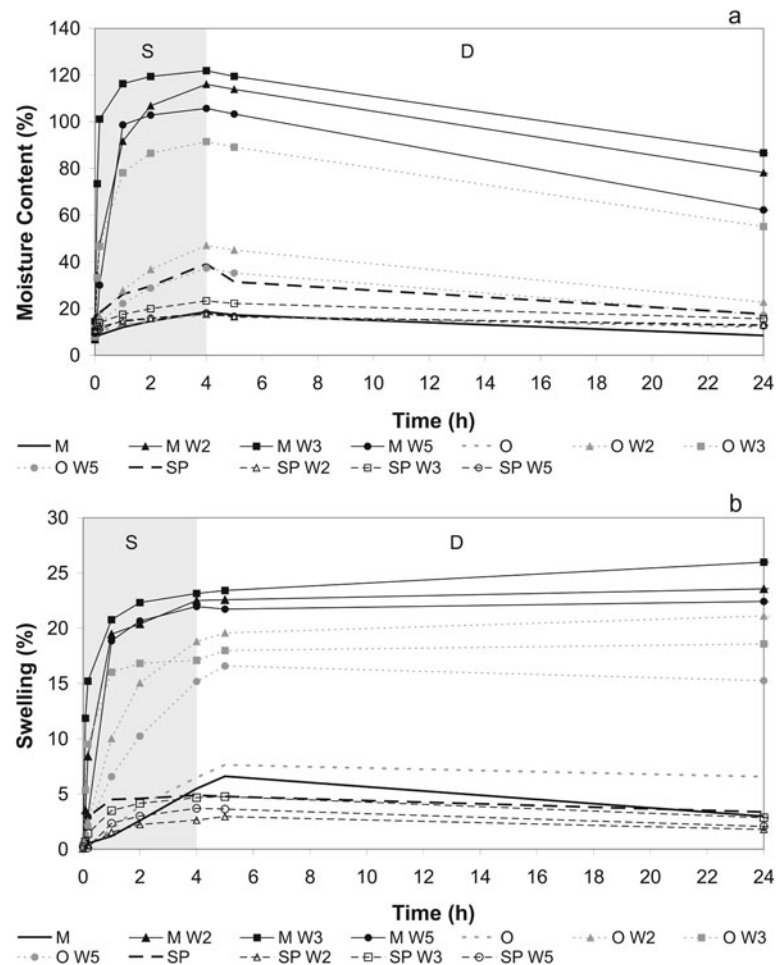 a
140
S
D
120
100
80
60
40
20
0
Moisture Content (%)
0 2 4 6 8 10 12 14 16 18 20 22 24
Time (h)
M M W2 M W3 M W5 O O W2 O W3
O W5 SP SP W2 SP W3 SP W5
b
30
S
D
25
20
15
10
5
0
Swelling (%)
0 2 4 6 8 10 12 14 16 18 20 22 24
Time (h)
M M W2 M W3 M W5 O O W2 O W3
O W5 SP SP W2 SP W3 SP W5